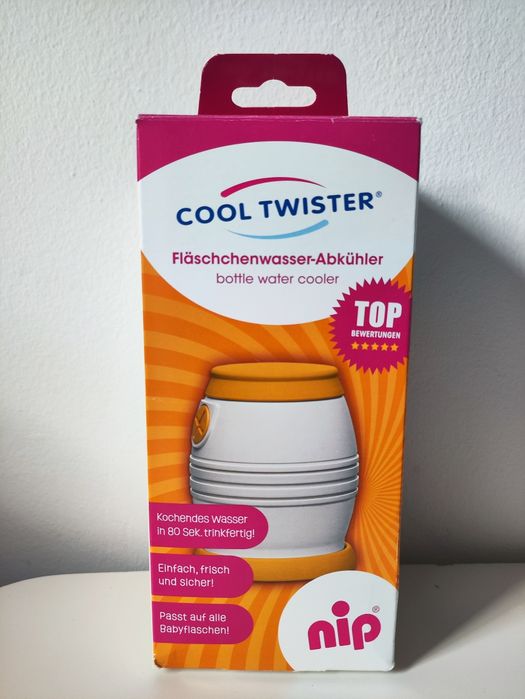 COOL TWISTER®
Fläschchenwasser-Abkühler
bottle water cooler
TOP
BEWERTUNGEN
Kochendes Wasser
in 80 Sek. trinkfertig!
Einfach, frisch
und sicher!
Passt auf alle
Babyflaschen!
nip®